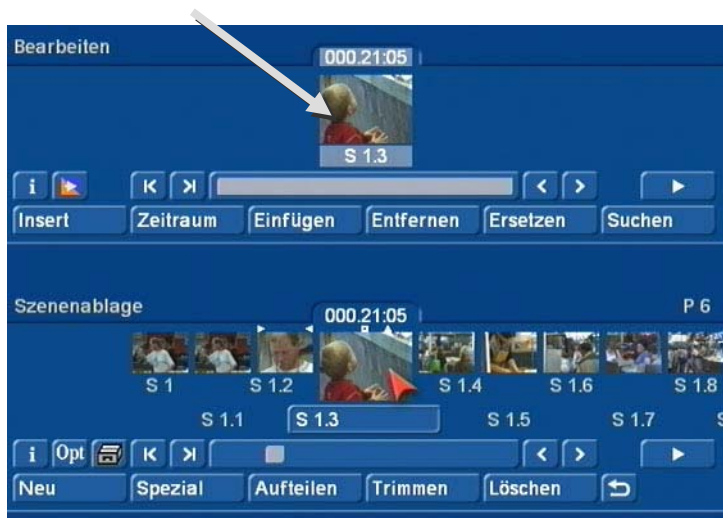 Bearbeiten
000.21:05
S 1.3
i
Insert Zeitraum Einfügen Entfernen Ersetzen Suchen
Szenenablage 000.21:05 P 6
S 1 S 1.2 S 1.4 S 1.6 S 1.8
S 1.1 S 1.3 S 1.5 S 1.7 S
i Opt
Neu Spezial Aufteilen Trimmen Löschen